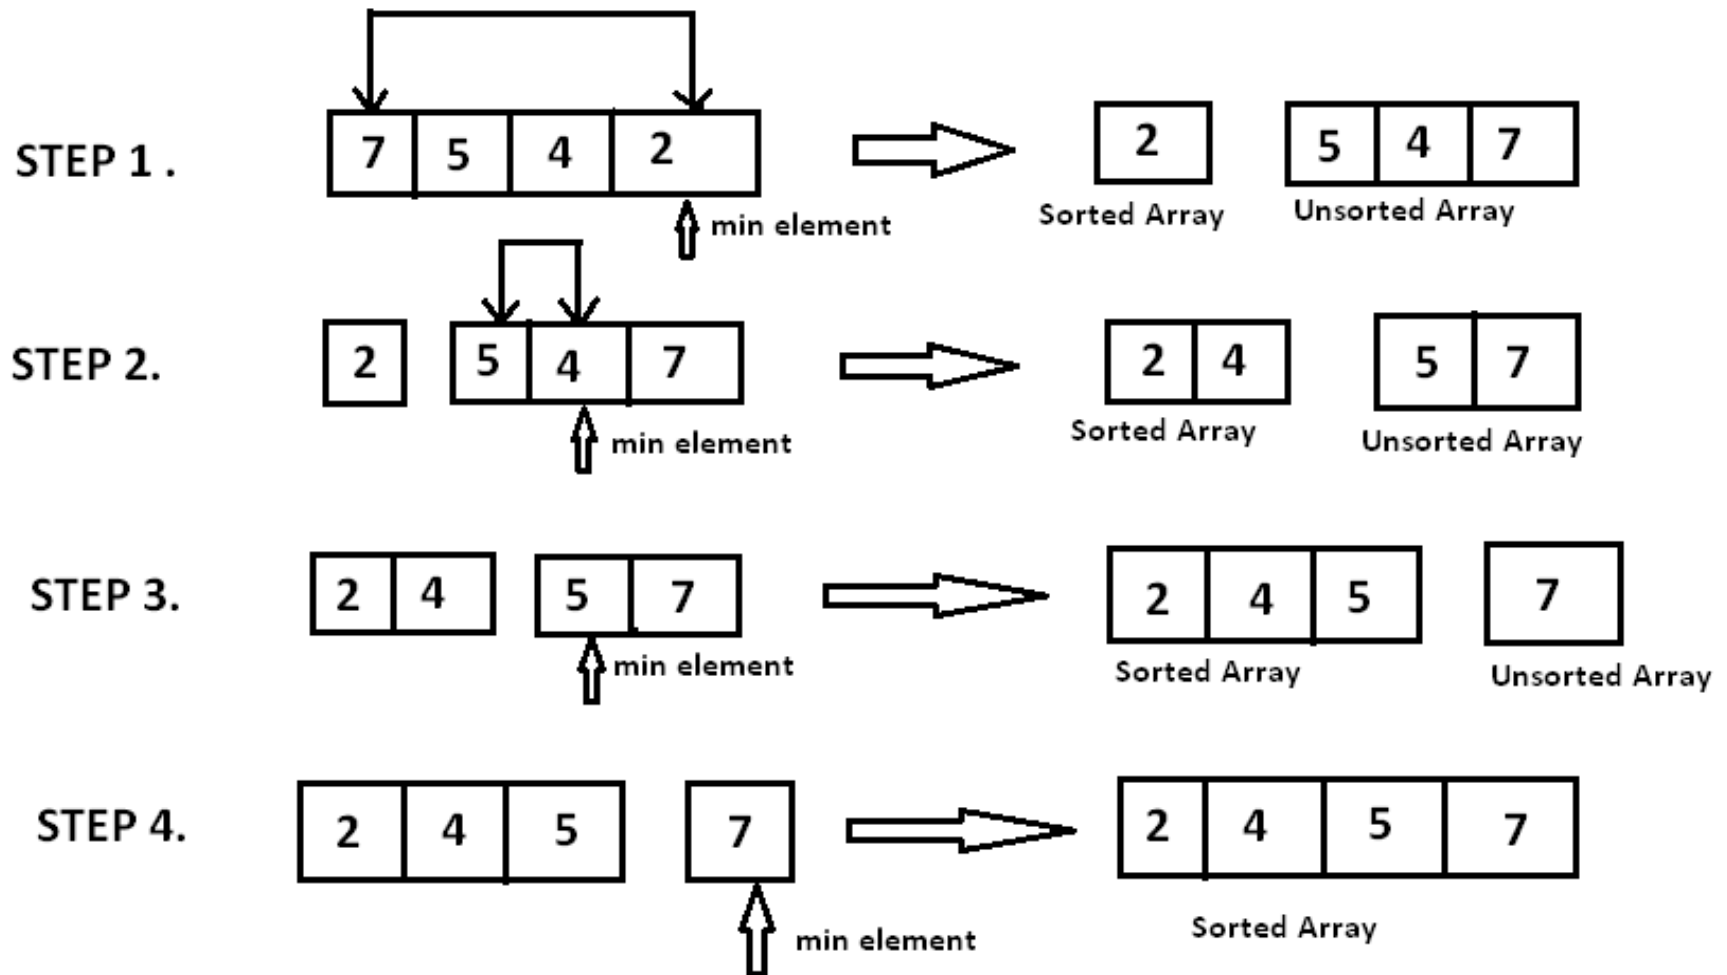 STEP 1 .
7 5 4 2
2
5 4 7
min element
Sorted Array
Unsorted Array
STEP 2.
2
5 4 7
2 4
5 7
min element
Sorted Array
Unsorted Array
STEP 3.
2 4
5 7
2 4 5
7
min element
Sorted Array
Unsorted Array
STEP 4.
2 4 5
7
2 4 5 7
min element
Sorted Array